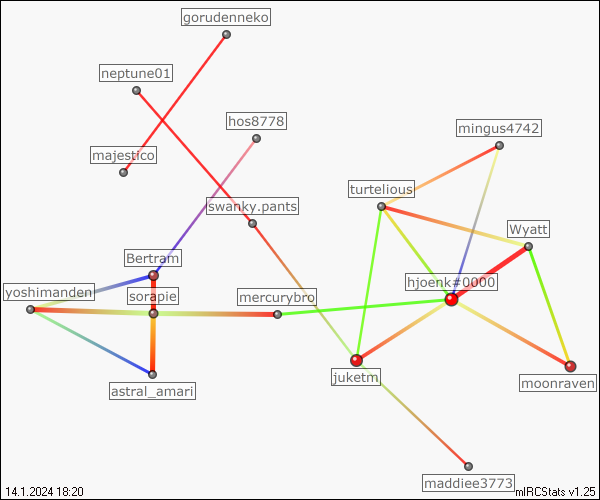 gorudenneko
neptune01
hos8778
mingus4742
majestico
turtelious
swanky.pants
Wyatt
Bertram
hjoenk#0000
yoshimanden
sorapie
mercurybro
juketm
moonraven
astral_amari
maddiee3773
14.1.2024 18:20
mIRCStats v1.25